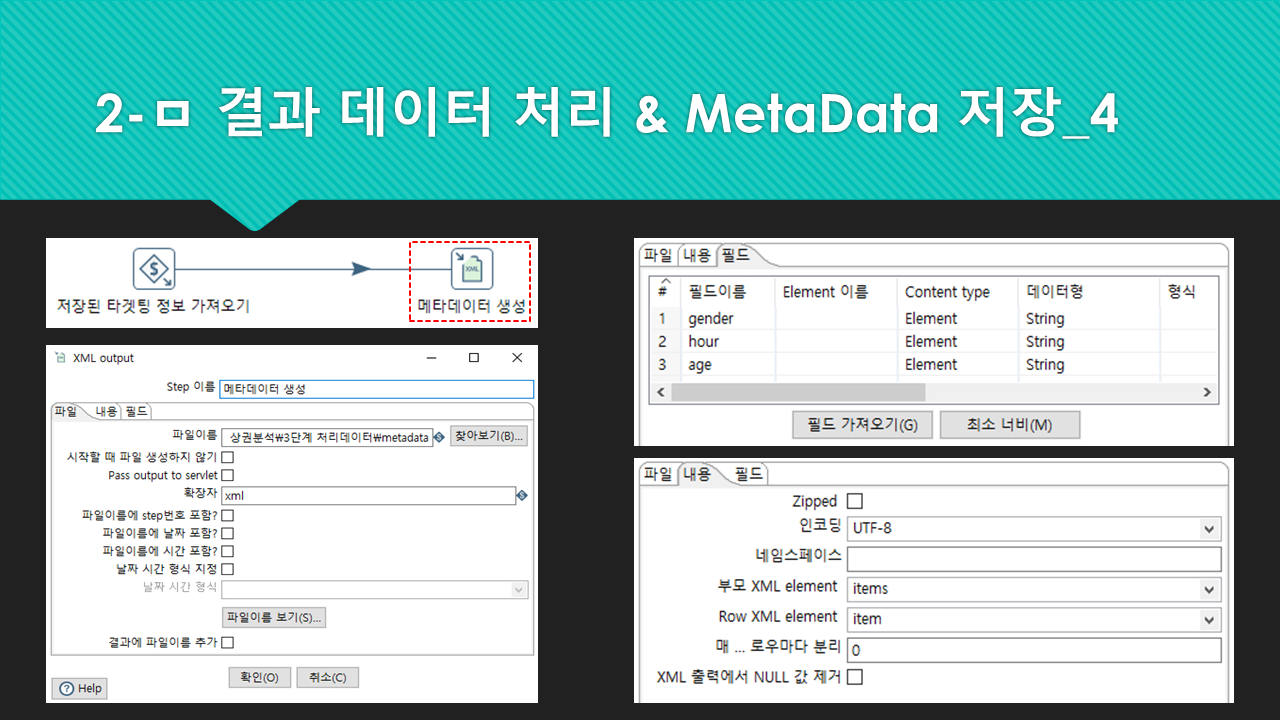 2-ㅁ 결과 데이터 처리 & MetaData 저장_4
저장된 타겟팅 정보 가져오기
XML
메타데이터 생성
XML output
Step 이름 메타데이터 생성
파일 내용 필드
파일이름 상권분석₩3단계 처리데이터₩metadata 찾아보기(B)...
시작할 때 파일 생성하지 않기
Pass output to servlet
확장자 xml
파일이름에 step번호 포함?
파일이름에 날짜 포함?
파일이름에 시간 포함?
날짜 시간 형식 지정
날짜 시간 형식
파일이름 보기(S)...
결과에 파일이름 추가
확인(O) 취소(C)
Help
파일 내용 필드
# 필드이름 Element 이름 Content type 데이터형 형식
1 gender Element String
2 hour Element String
3 age Element String
필드 가져오기(G) 최소 너비(M)
파일 내용 필드
Zipped
인코딩 UTF-8
네임스페이스
부모 XML element items
Row XML element item
매 ... 로우마다 분리 0
XML 출력에서 NULL 값 제거